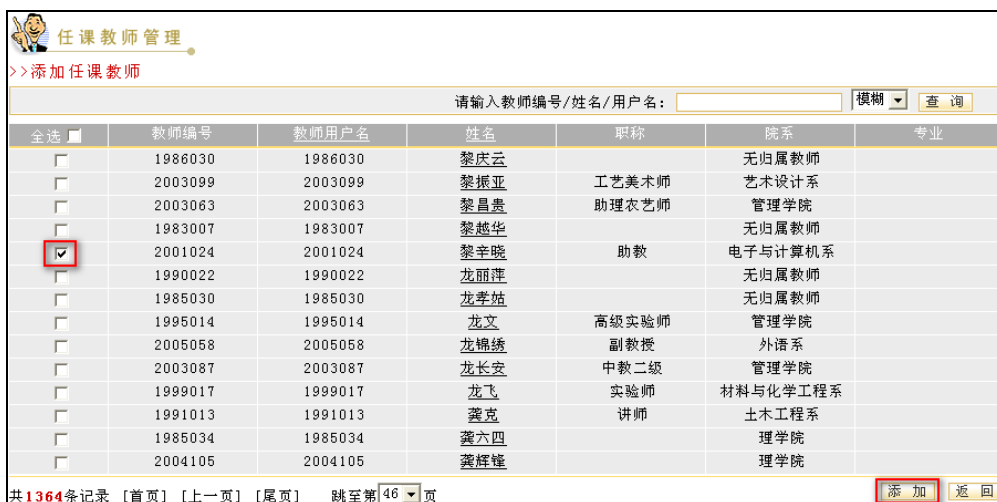 任课教师管理
>>添加任课教师
请输入教师编号/姓名/用户名: 模糊 查 询
全选 教师编号 教师用户名 姓名 职称 院系 专业
1986030 1986030 黎庆云 无归属教师
2003099 2003099 黎振亚 工艺美术师 艺术设计系
2003063 2003063 黎昌贵 助理农艺师 管理学院
1983007 1983007 黎越华 无归属教师
2001024 2001024 黎辛晓 助教 电子与计算机系
1990022 1990022 龙丽萍 无归属教师
1985030 1985030 龙孝姑 无归属教师
1995014 1995014 龙文 高级实验师 管理学院
2005058 2005058 龙锦绣 副教授 外语系
2003087 2003087 龙长安 中教二级 管理学院
1999017 1999017 龙飞 实验师 材料与化学工程系
1991013 1991013 龚克 讲师 土木工程系
1985034 1985034 龚六四 理学院
2004105 2004105 龚辉锋 理学院
共1364条记录 [首页] [上一页] [尾页] 跳至第 46 页 添 加 返 回